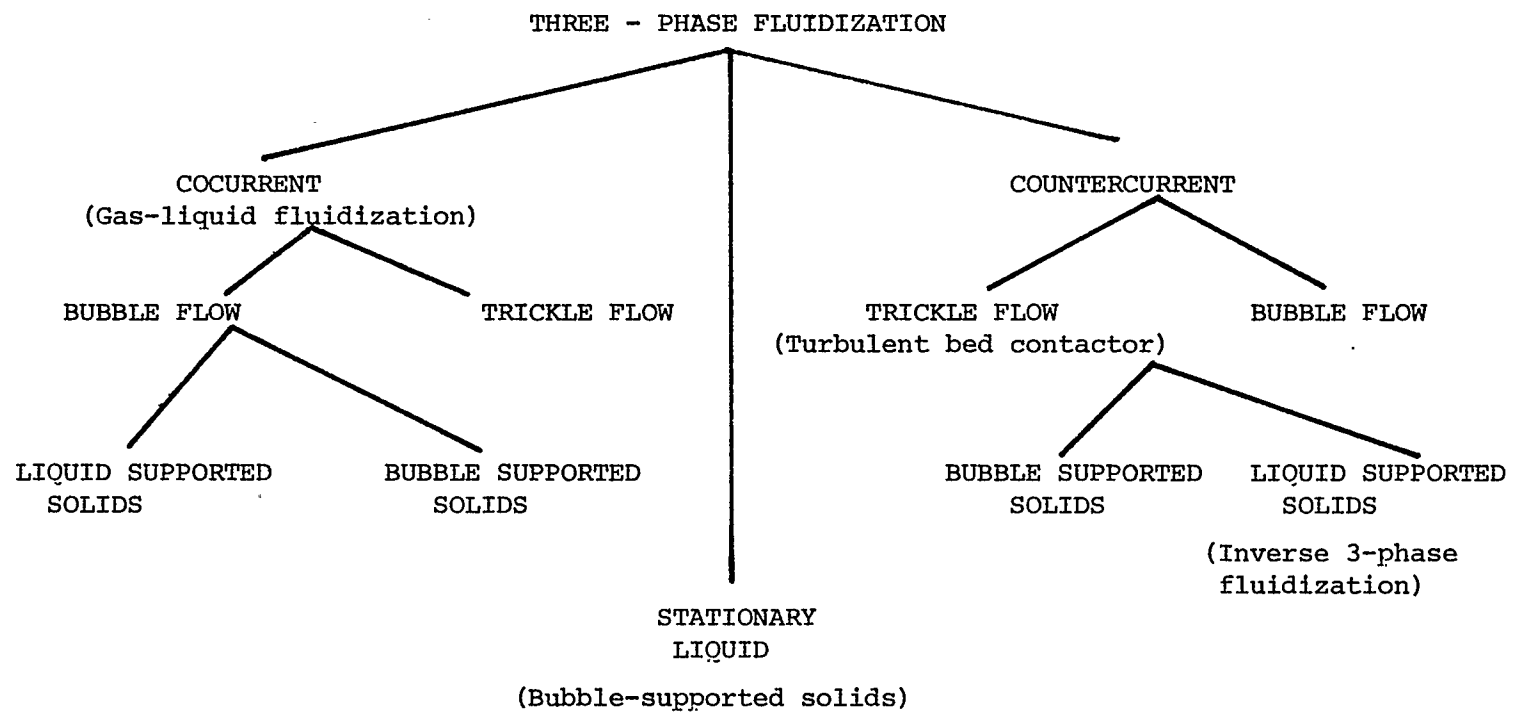 THREE - PHASE FLUIDIZATION
COCURRENT
(Gas-liquid fluidization)
COUNTERCURRENT
BUBBLE FLOW
TRICKLE FLOW
TRICKLE FLOW
(Turbulent bed contactor)
BUBBLE FLOW
LIQUID SUPPORTED
SOLIDS
BUBBLE SUPPORTED
SOLIDS
BUBBLE SUPPORTED
SOLIDS
LIQUID SUPPORTED
SOLIDS
(Inverse 3-phase
fluidization)
STATIONARY
LIQUID
(Bubble-supported solids)